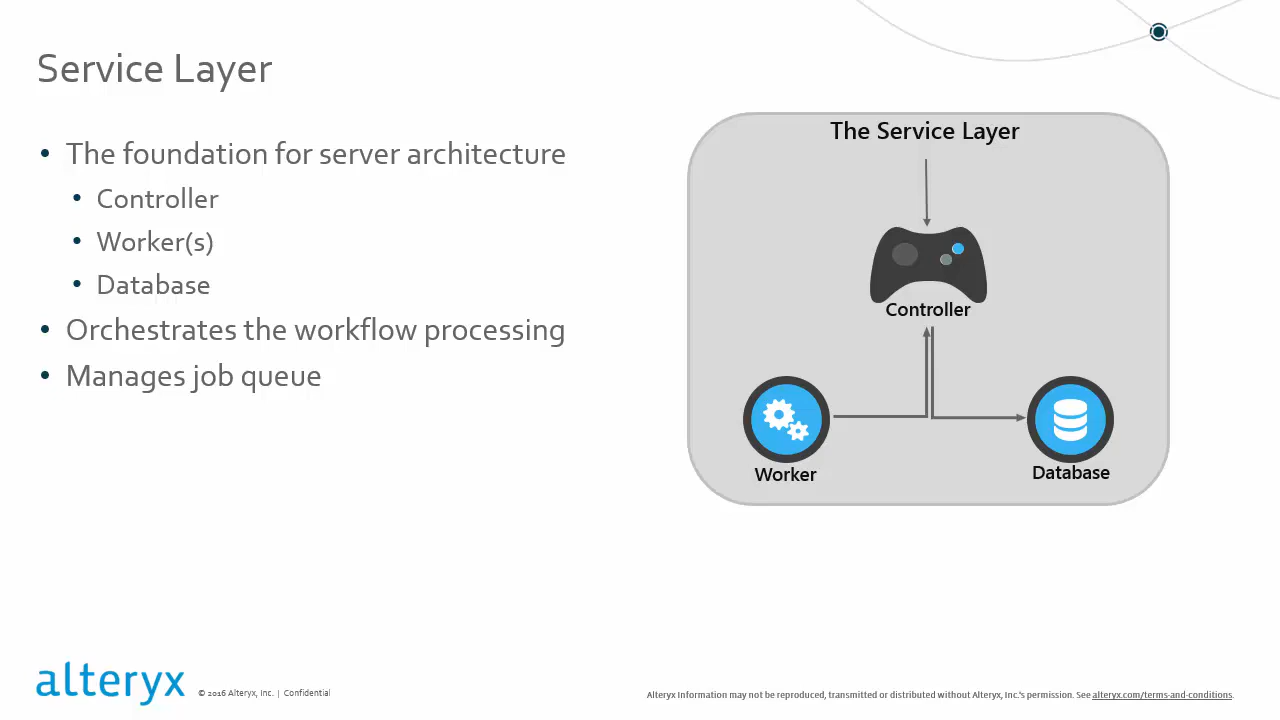 Service Layer
The foundation for server architecture
Controller
Worker(s)
Database
Orchestrates the workflow processing
Manages job queue
The Service Layer
Controller
Worker
Database
alteryx
© 2016 Alteryx, Inc. | Confidential
Alteryx Information may not be reproduced, transmitted or distributed without Alteryx, Inc.'s permission. See alteryx.com/terms-and-conditions.